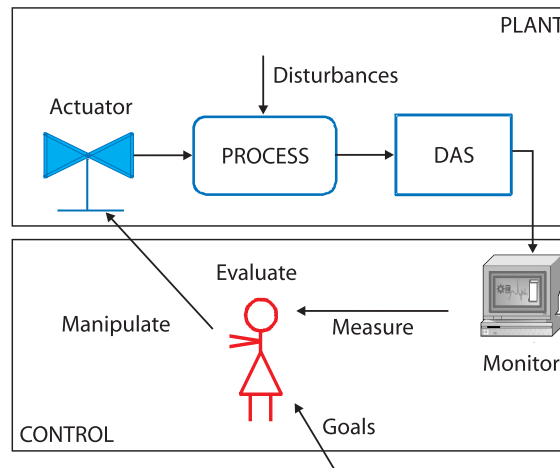 PLANT
Disturbances
Actuator
PROCESS
DAS
Evaluate
Manipulate
Measure
Monitor
Goals
CONTROL